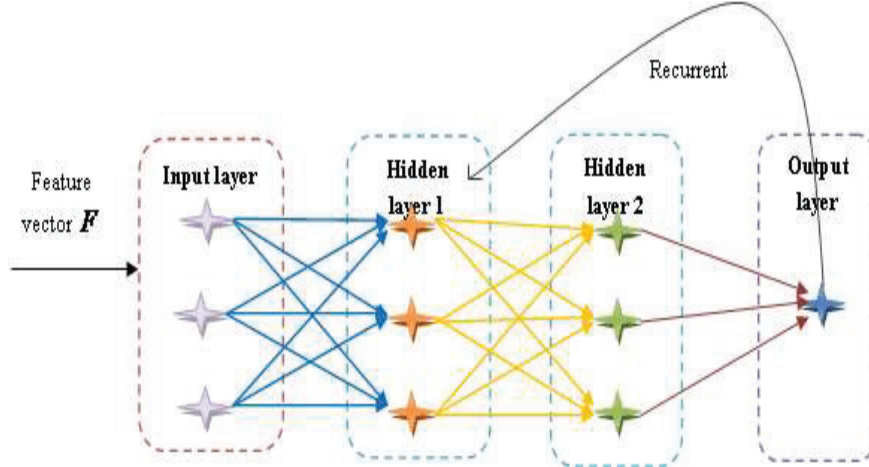 Recurrent
Feature
vector F
Input layer
Hidden
layer 1
Hidden
layer 2
Output
layer